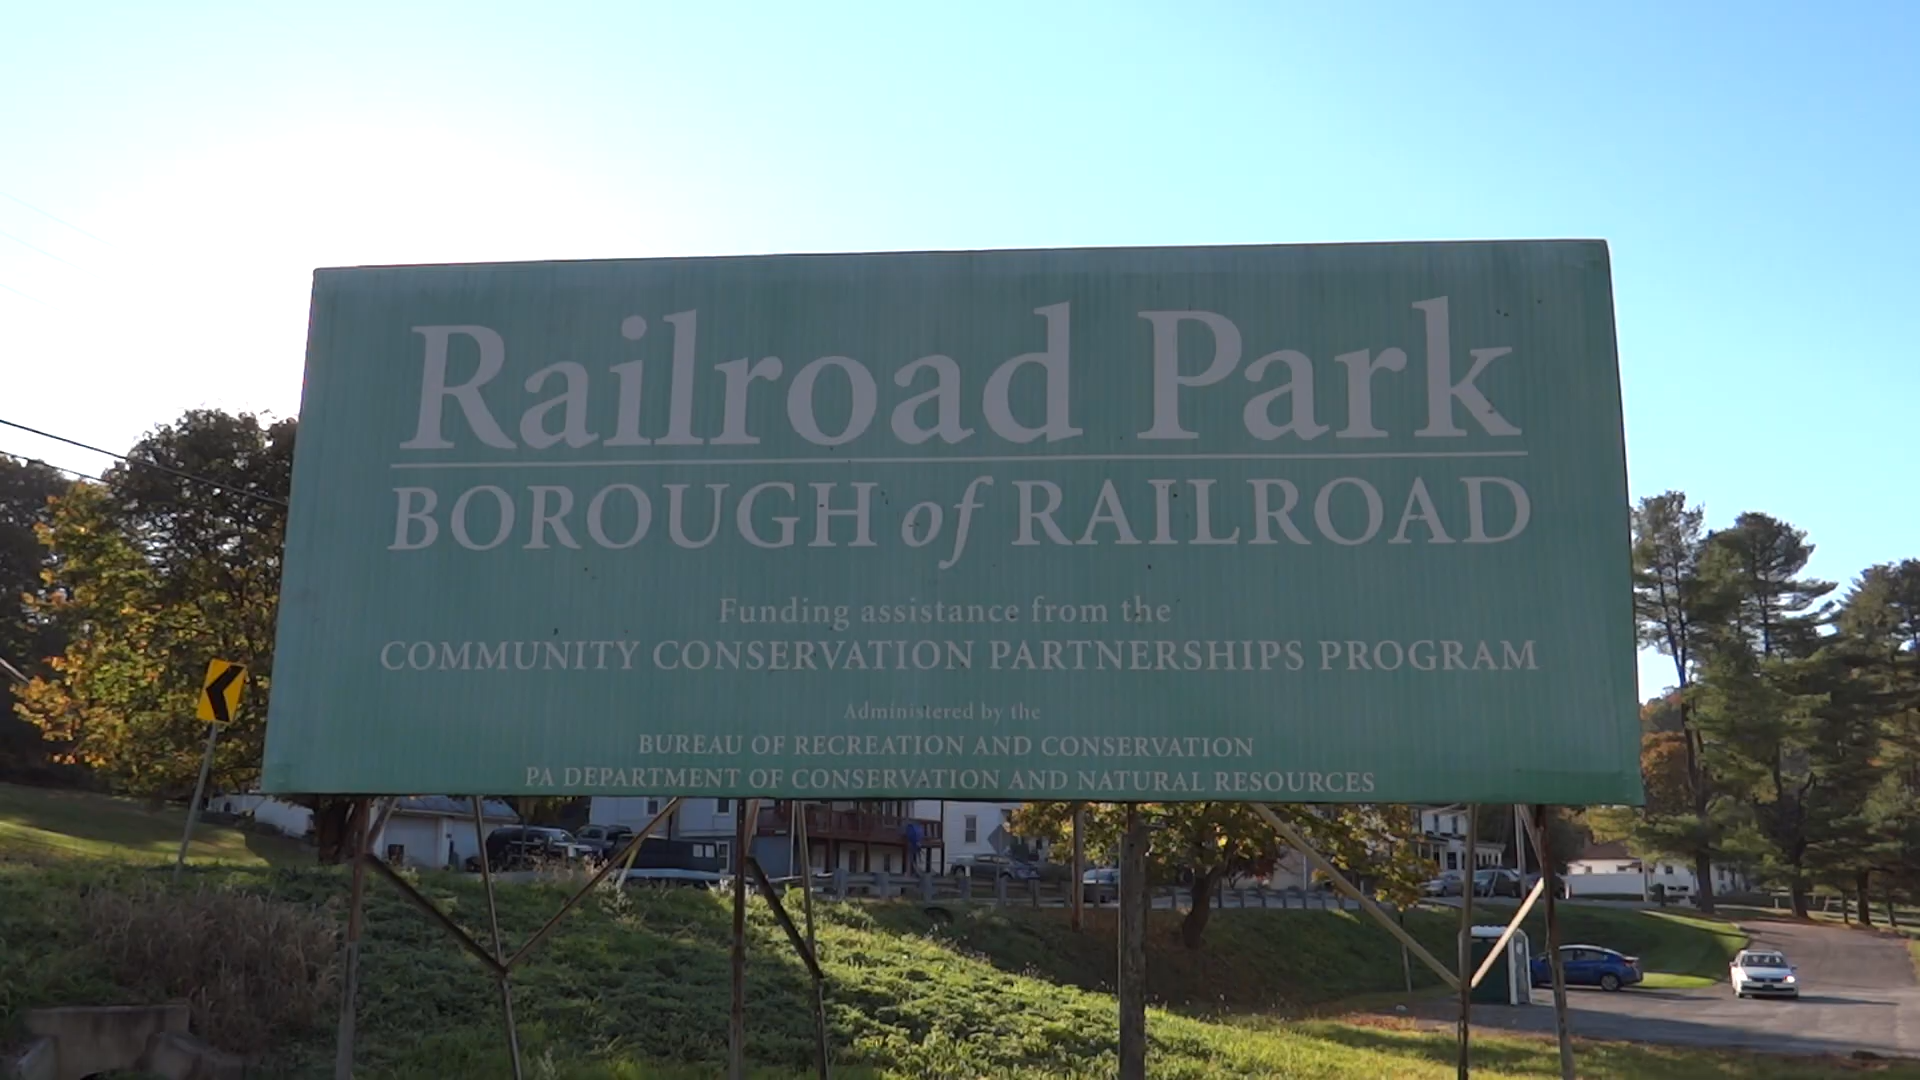 Railroad Park
BOROUGH of RAILROAD
Funding assistance from the
COMMUNITY CONSERVATION PARTNERSHIPS PROGRAM
Administered by the
BUREAU OF RECREATION AND CONSERVATION
PA DEPARTMENT OF CONSERVATION AND NATURAL RESOURCES